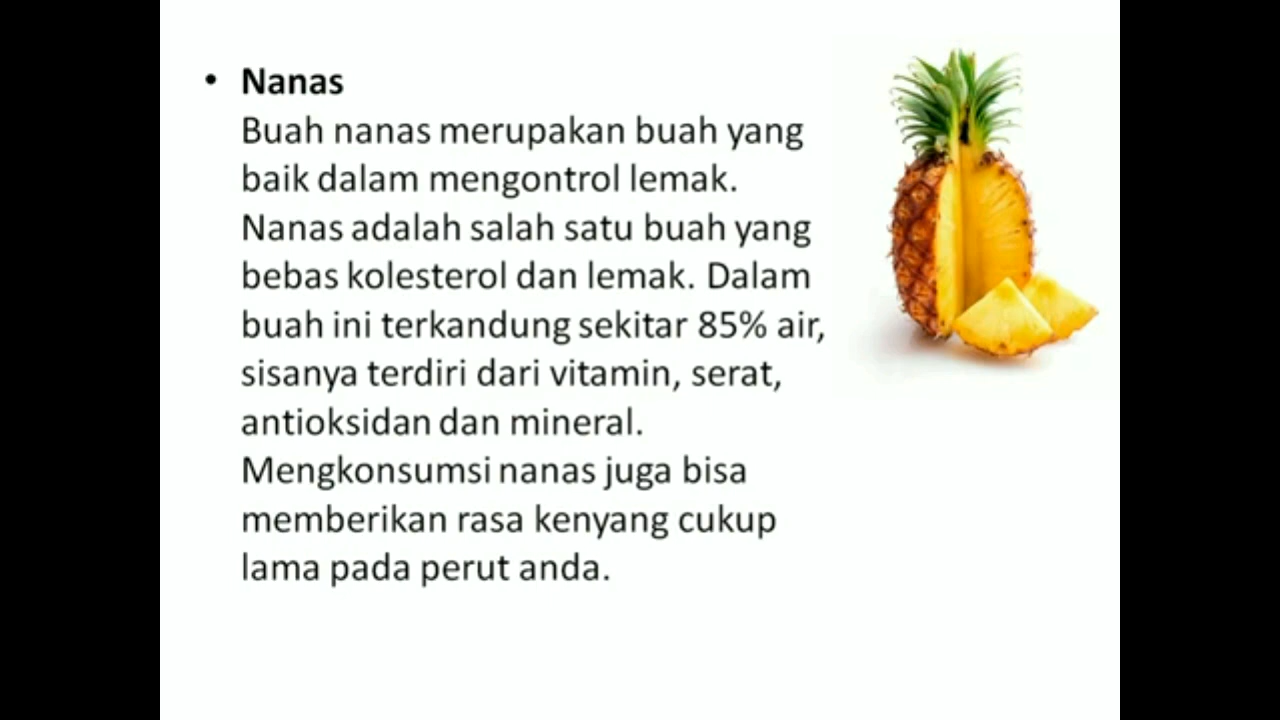 • Nanas
Buah nanas merupakan buah yang
baik dalam mengontrol lemak.
Nanas adalah salah satu buah yang
bebas kolesterol dan lemak. Dalam
buah ini terkandung sekitar 85% air,
sisanya terdiri dari vitamin, serat,
antioksidan dan mineral.
Mengkonsumsi nanas juga bisa
memberikan rasa kenyang cukup
lama pada perut anda.